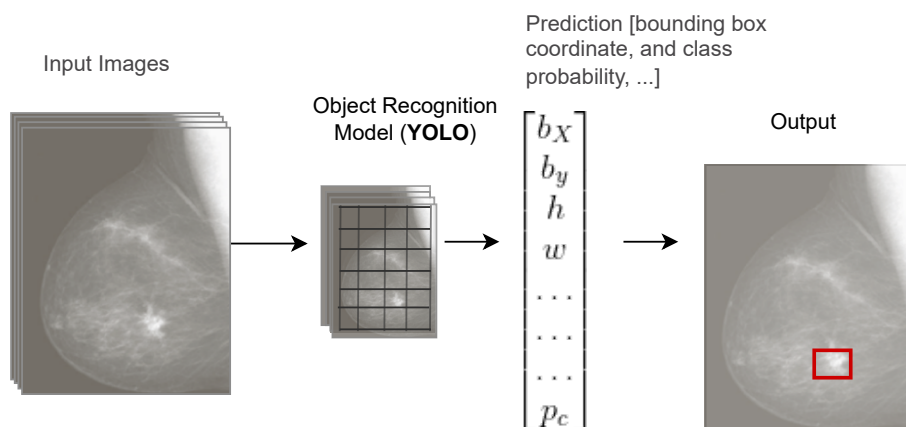 Input Images
Object Recognition
Model (YOLO)
Prediction [bounding box
coordinate, and class
probability, ...]
b_X
b_y
h
w
...
...
...
p_c
Output